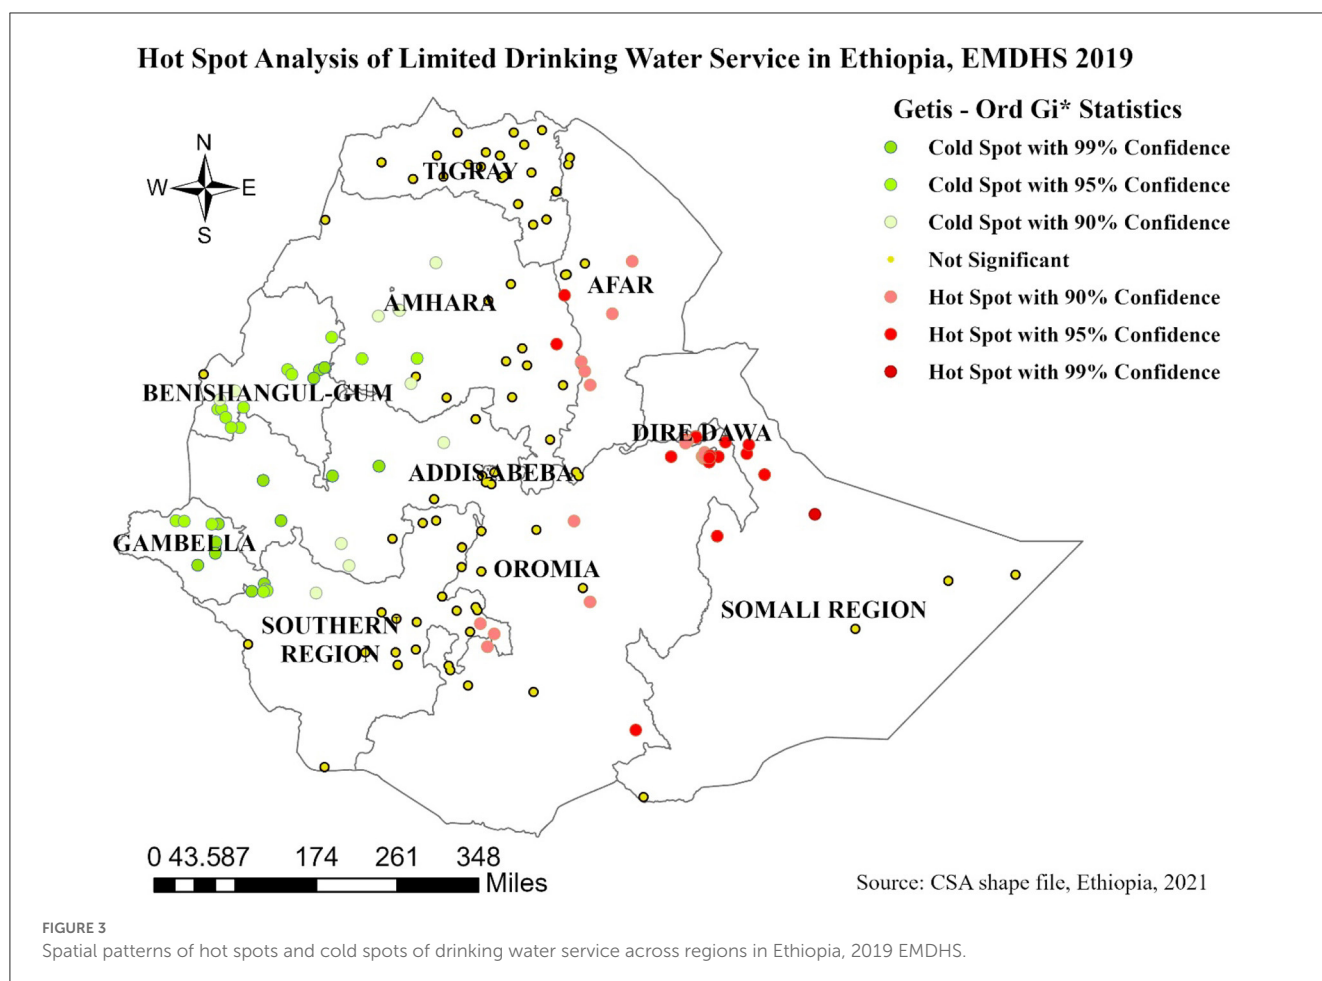 Hot Spot Analysis of Limited Drinking Water Service in Ethiopia, EMDHS 2019
Getis - Ord Gi* Statistics
Cold Spot with 99% Confidence
Cold Spot with 95% Confidence
Cold Spot with 90% Confidence
Not Significant
Hot Spot with 90% Confidence
Hot Spot with 95% Confidence
Hot Spot with 99% Confidence
N
W E
S
TIGRAY
AFAR
AMHARA
BENISHANGUL-GUM
DIRE DAWA
ADDIS ABEBA
GAMBELLA
OROMIA
SOMALI REGION
SOUTHERN
REGION
0 43.587 174 261 348
Miles
Source: CSA shape file, Ethiopia, 2021
FIGURE 3
Spatial patterns of hot spots and cold spots of drinking water service across regions in Ethiopia, 2019 EMDHS.